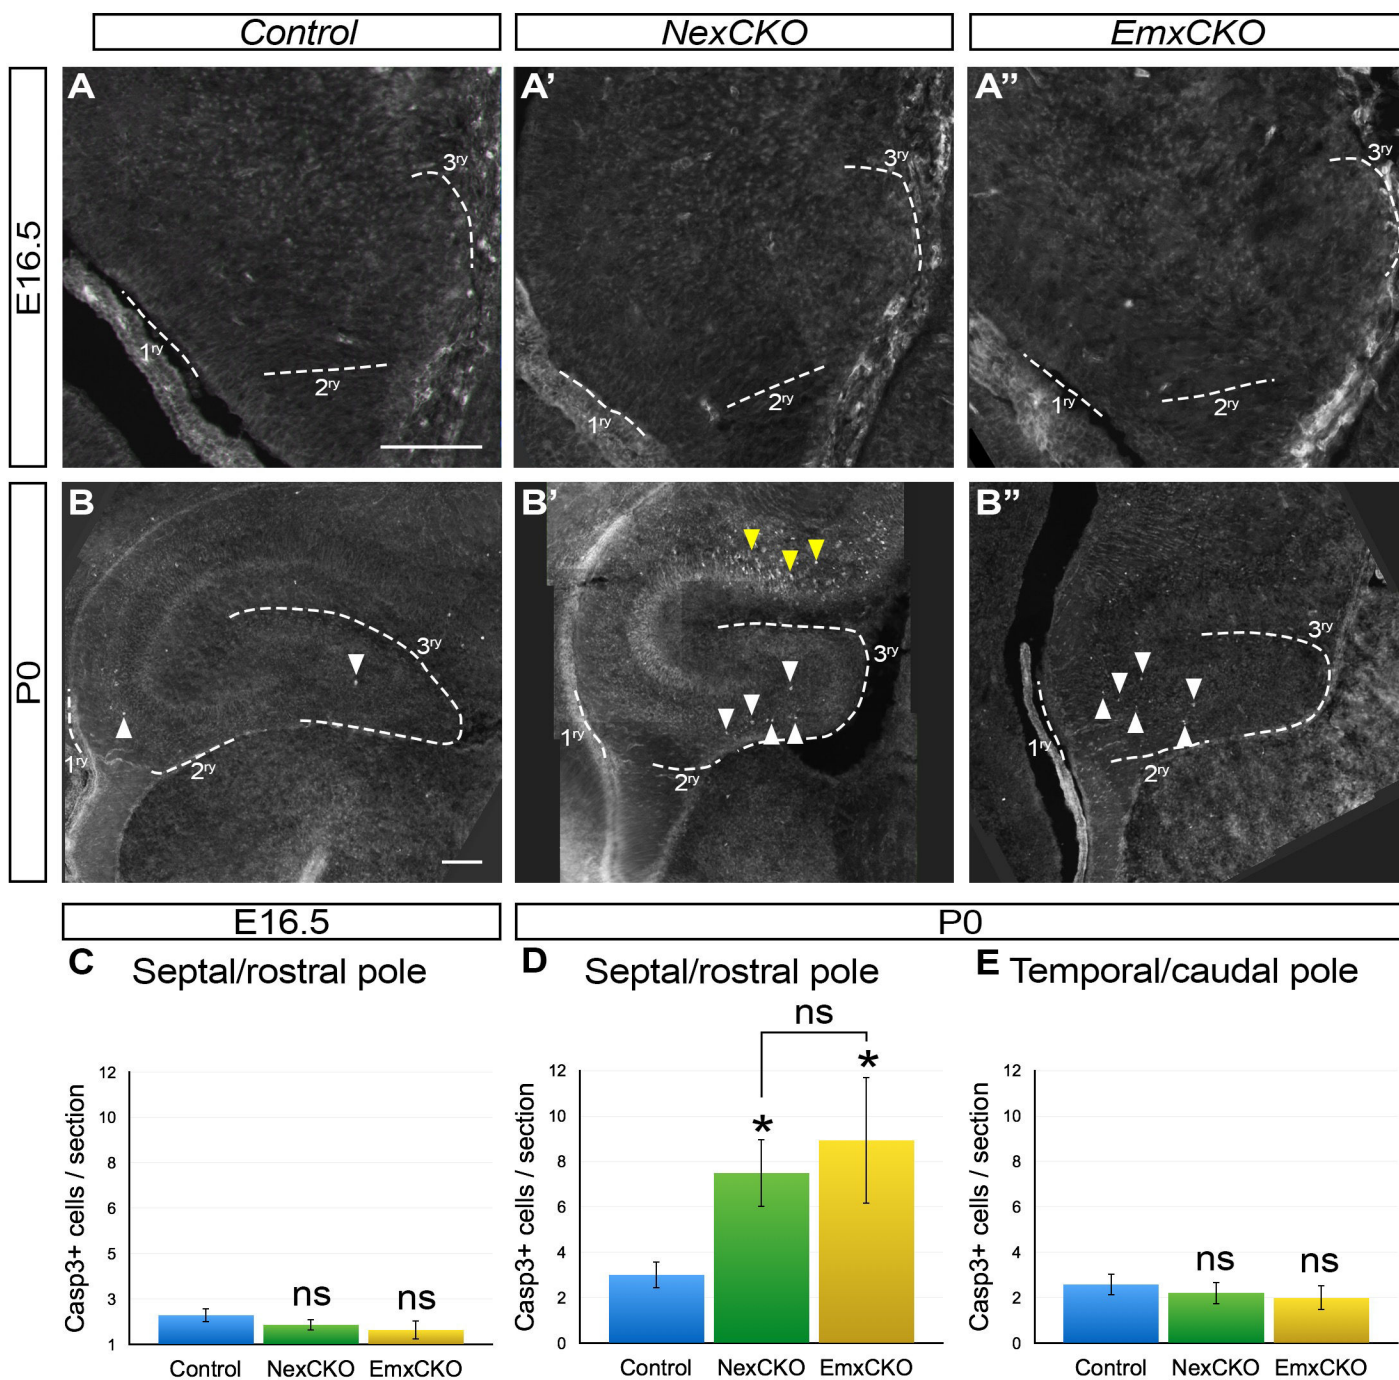 Control NexCKO EmxCKO
E16.5
A A' A''
3ry 3ry 3ry
1ry 2ry 1ry 2ry 1ry 2ry
P0
B B' B''
3ry 3ry 3ry
1ry 2ry 1ry 2ry 1ry 2ry
E16.5 P0
C Septal/rostral pole
Casp3+ cells / section
12
10
8
6
5
3
1
ns ns
Control NexCKO EmxCKO
D Septal/rostral pole
Casp3+ cells / section
ns
* *
12
10
8
6
4
2
0
Control NexCKO EmxCKO
E Temporal/caudal pole
Casp3+ cells / section
12
10
8
6
4
2
0
ns ns
Control NexCKO EmxCKO